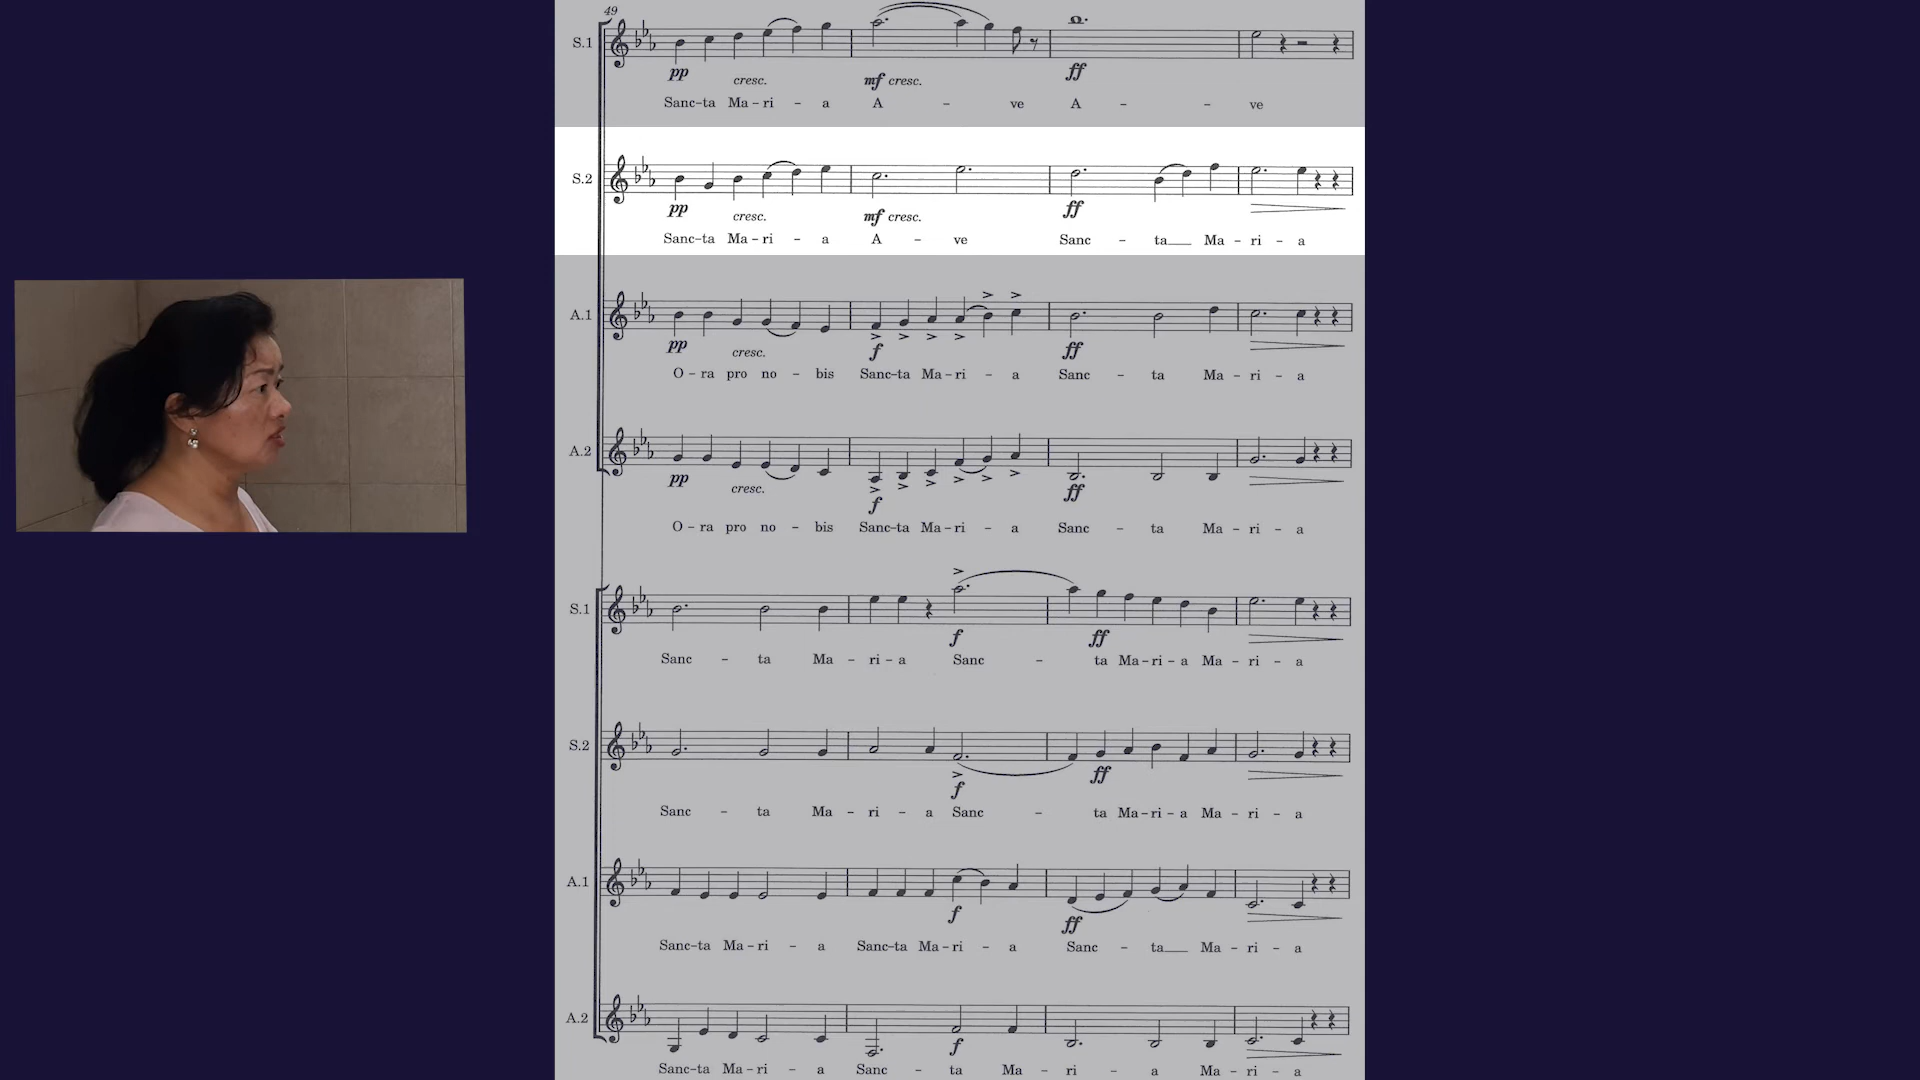 49
S.1
pp cresc. mf cresc. ff
Sanc-ta Ma-ri - a A - ve A - - ve
S.2
pp cresc. mf cresc. ff
Sanc-ta Ma-ri - a A - ve Sanc - ta__ Ma-ri-a
A.1
pp cresc. f ff
O-ra pro no-bis Sanc-ta Ma-ri - a Sanc - ta Ma-ri-a
A.2
pp cresc. f ff
O-ra pro no-bis Sanc-ta Ma-ri - a Sanc - ta Ma-ri-a
S.1
f ff
Sanc - ta Ma-ri-a Sanc - ta Ma-ri-a Ma-ri-a
S.2
f ff
Sanc - ta Ma-ri - a Sanc - ta Ma-ri-a Ma-ri-a
A.1
f ff
Sanc-ta Ma-ri - a Sanc-ta Ma-ri - a Sanc - ta__ Ma-ri-a
A.2
f
Sanc-ta Ma-ri - a Sanc - ta Ma - ri - a Ma-ri-a